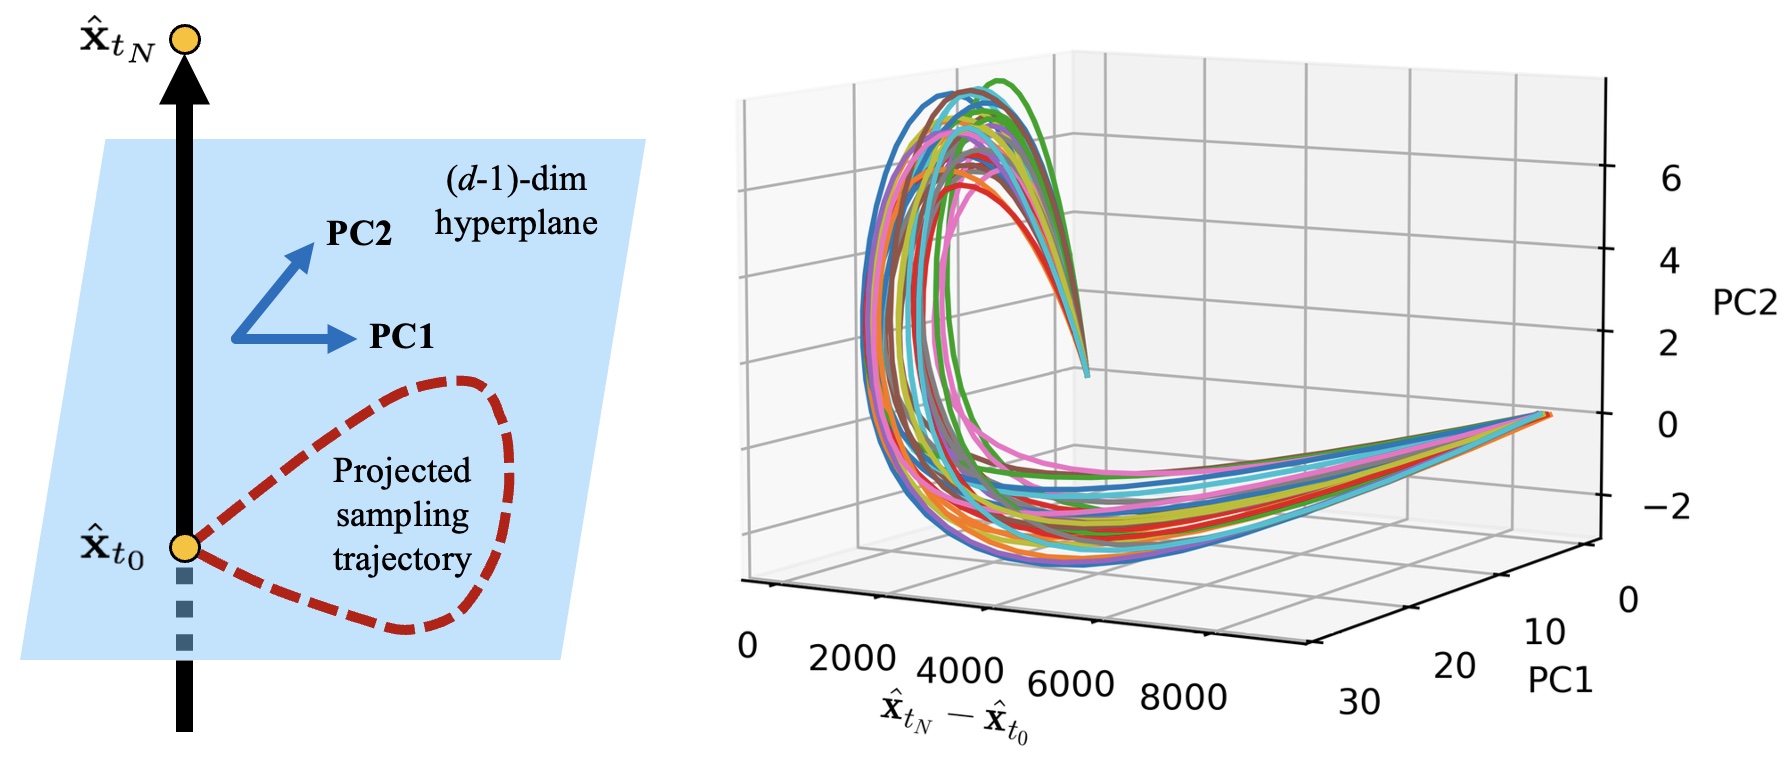 x̂_{t_N}
(d-1)-dim
hyperplane
PC2
PC1
Projected
sampling
trajectory
x̂_{t_0}
6
4
PC2
2
0
−2
0
2000
4000
6000
8000
x̂_{t_N} − x̂_{t_0}
0
10
20
30
PC1